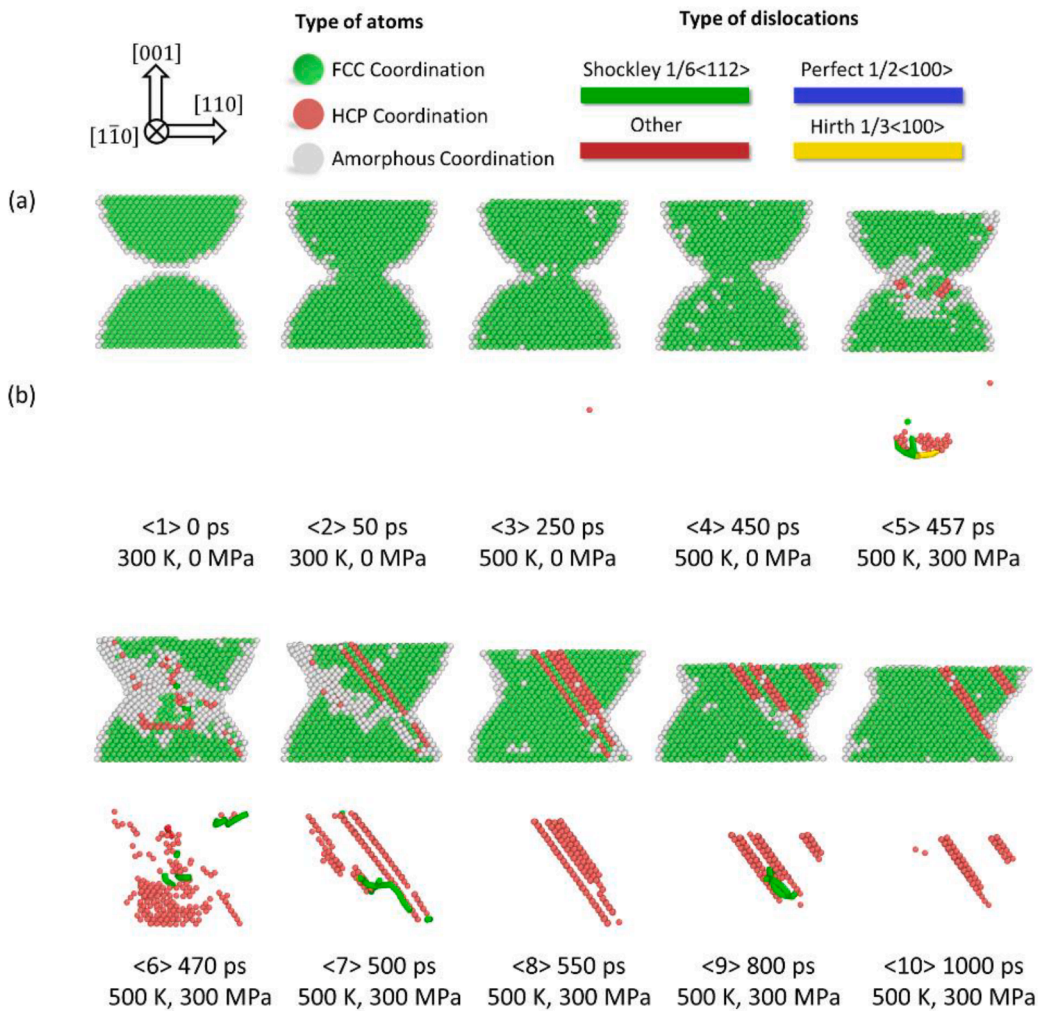 Type of atoms
Type of dislocations
[001]
[110]
[11̅0]
FCC Coordination
HCP Coordination
Amorphous Coordination
Shockley 1/6<112>
Perfect 1/2<100>
Other
Hirth 1/3<100>
(a)
(b)
<1> 0 ps
300 K, 0 MPa
<2> 50 ps
300 K, 0 MPa
<3> 250 ps
500 K, 0 MPa
<4> 450 ps
500 K, 0 MPa
<5> 457 ps
500 K, 300 MPa
<6> 470 ps
500 K, 300 MPa
<7> 500 ps
500 K, 300 MPa
<8> 550 ps
500 K, 300 MPa
<9> 800 ps
500 K, 300 MPa
<10> 1000 ps
500 K, 300 MPa